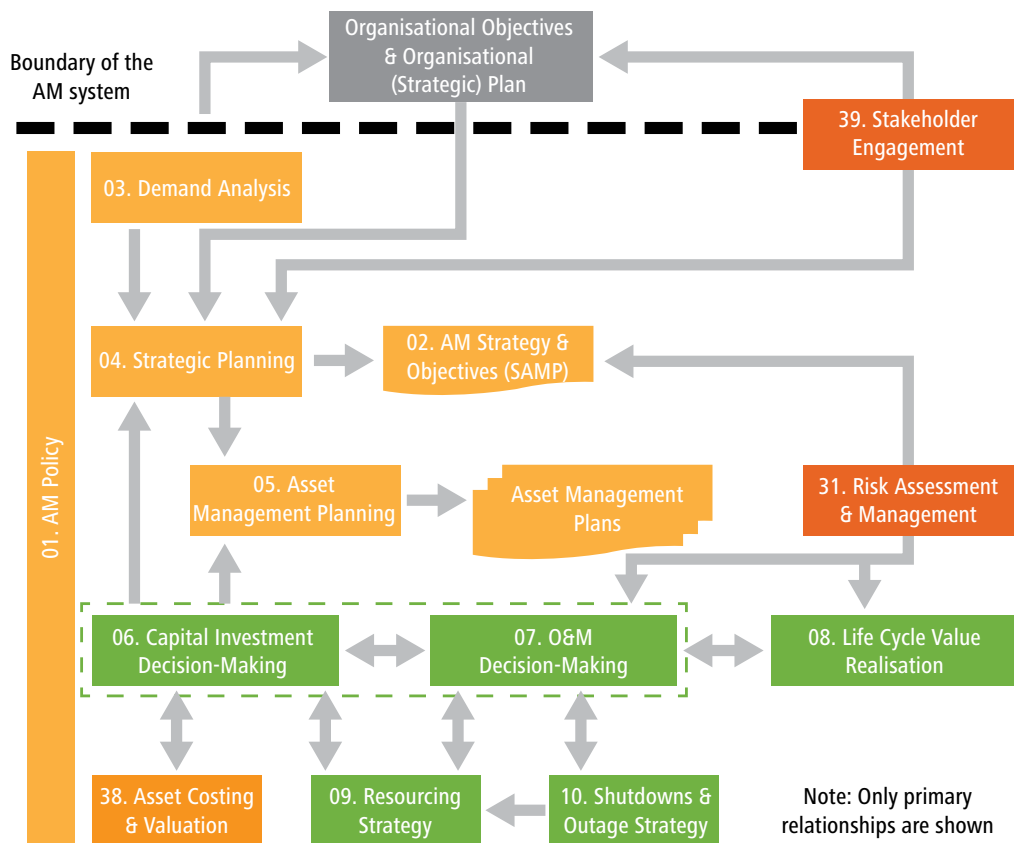 Organisational Objectives
& Organisational
(Strategic) Plan
Boundary of the
AM system
39. Stakeholder
Engagement
03. Demand Analysis
04. Strategic Planning
02. AM Strategy &
Objectives (SAMP)
01. AM Policy
05. Asset
Management Planning
Asset Management
Plans
31. Risk Assessment
& Management
06. Capital Investment
Decision-Making
07. O&M
Decision-Making
08. Life Cycle Value
Realisation
38. Asset Costing
& Valuation
09. Resourcing
Strategy
10. Shutdowns &
Outage Strategy
Note: Only primary
relationships are shown